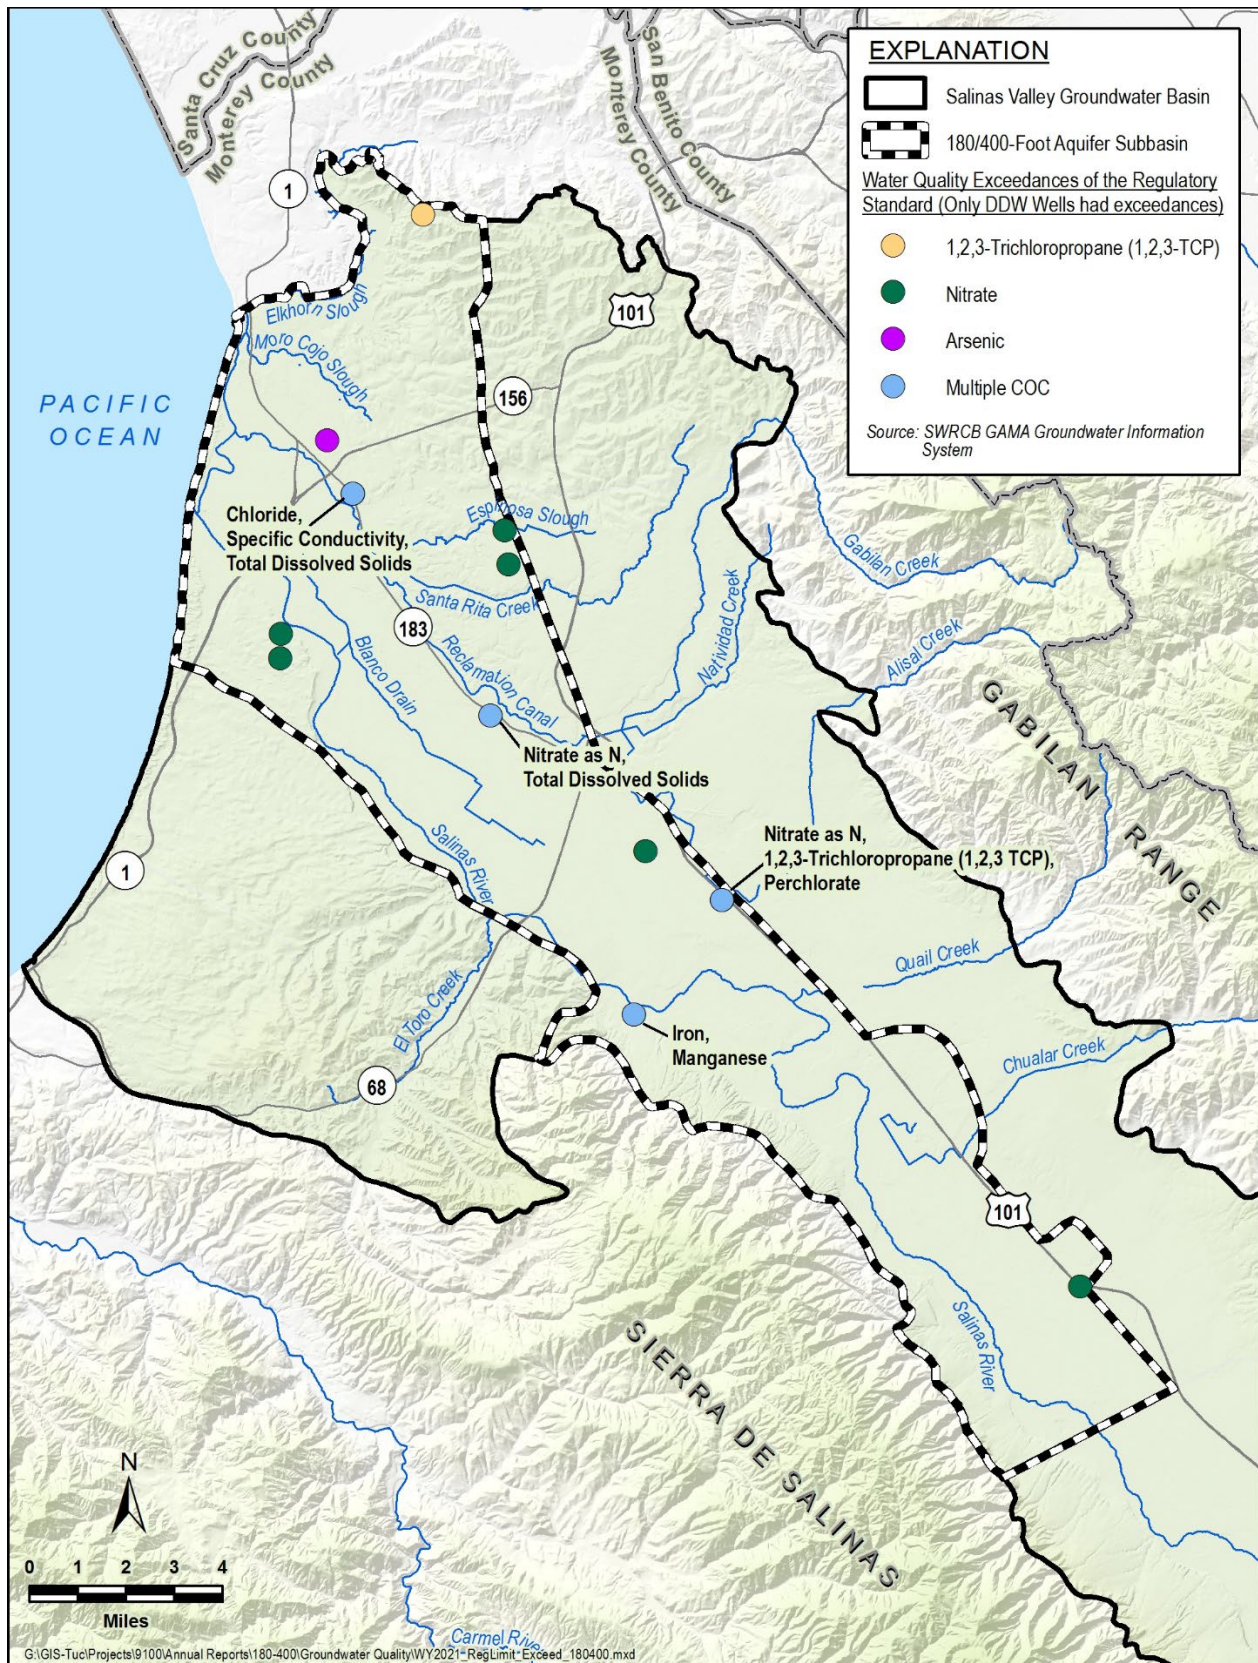 Santa Cruz County
Monterey County
San Benito County
Monterey County
EXPLANATION
Salinas Valley Groundwater Basin
180/400-Foot Aquifer Subbasin
Water Quality Exceedances of the Regulatory
Standard (Only DDW Wells had exceedances)
1,2,3-Trichloropropane (1,2,3-TCP)
Nitrate
Arsenic
Multiple COC
Source: SWRCB GAMA Groundwater Information
System
1
101
156
Elkhorn Slough
Moro Cojo Slough
PACIFIC
OCEAN
Chloride,
Specific Conductivity,
Total Dissolved Solids
Espinosa Slough
Santa Rita Creek
Gabilan Creek
Natividad Creek
Alisal Creek
183
Reclamation Canal
Blanco Drain
Nitrate as N,
Total Dissolved Solids
GABILAN RANGE
Nitrate as N,
1,2,3-Trichloropropane (1,2,3 TCP),
Perchlorate
Salinas River
1
Quail Creek
El Toro Creek
Iron,
Manganese
Chualar Creek
68
101
Salinas River
SIERRA DE SALINAS
N
0 1 2 3 4
Miles
Carmel River
G:\GIS-Tuc\Projects\9100\Annual Reports\180-400\Groundwater Quality\WY2021_RegLimit_Exceed_180400.mxd